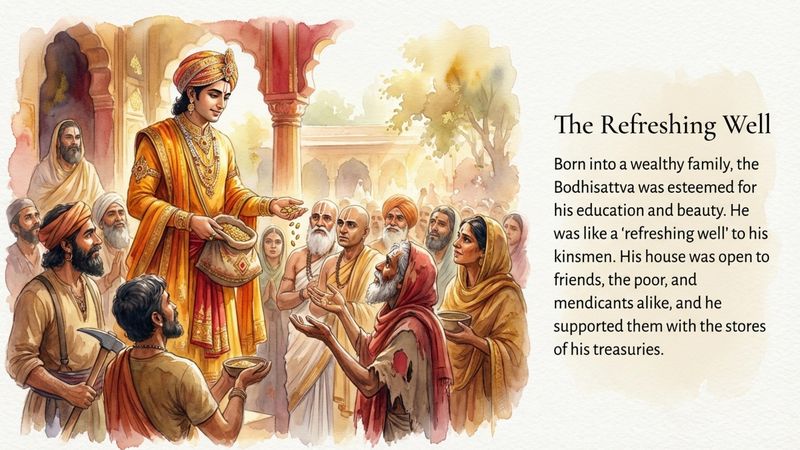 The Refreshing Well
Born into a wealthy family, the
Bodhisattva was esteemed for
his education and beauty. He
was like a ‘refreshing well’ to his
kinsmen. His house was open to
friends, the poor, and
mendicants alike, and he
supported them with the stores
of his treasuries.